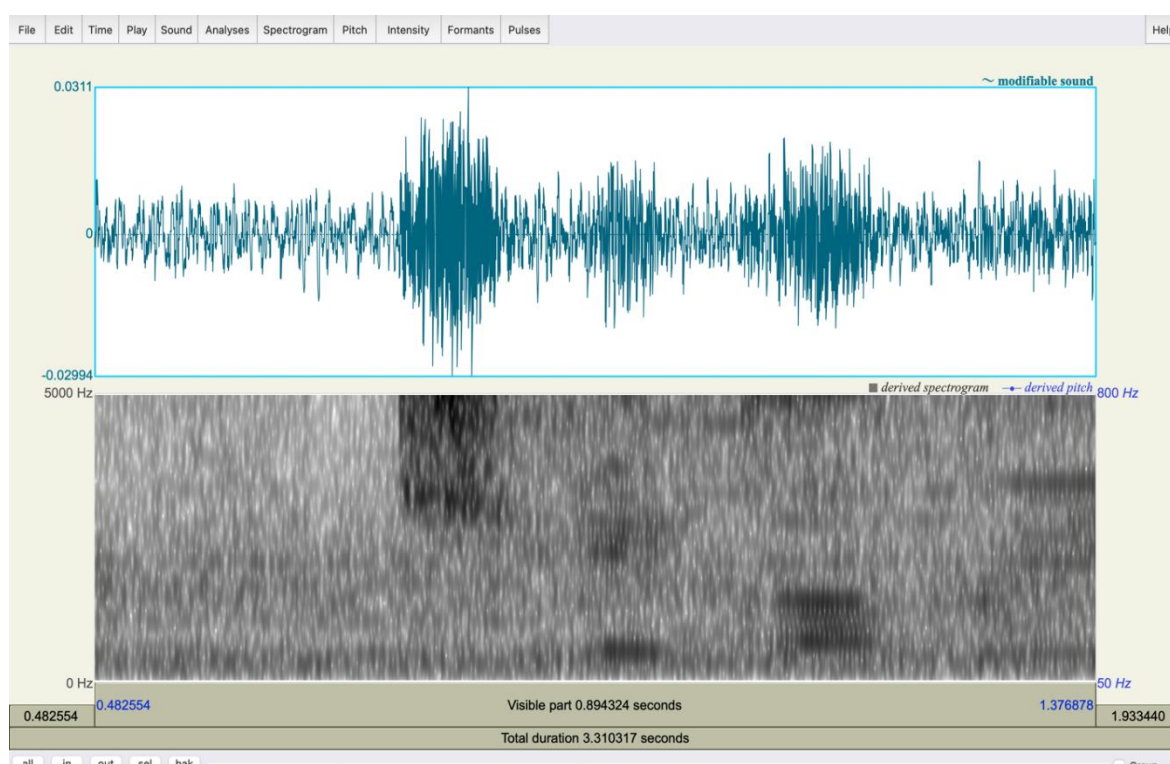 File Edit Time Play Sound Analyses Spectrogram Pitch Intensity Formants Pulses Help
0.0311 ~ modifiable sound
0
-0.02994
5000 Hz derived spectrogram derived pitch 800 Hz
0 Hz 50 Hz
0.482554 0.482554 Visible part 0.894324 seconds 1.376878 1.933440
Total duration 3.310317 seconds
all in out sel bak